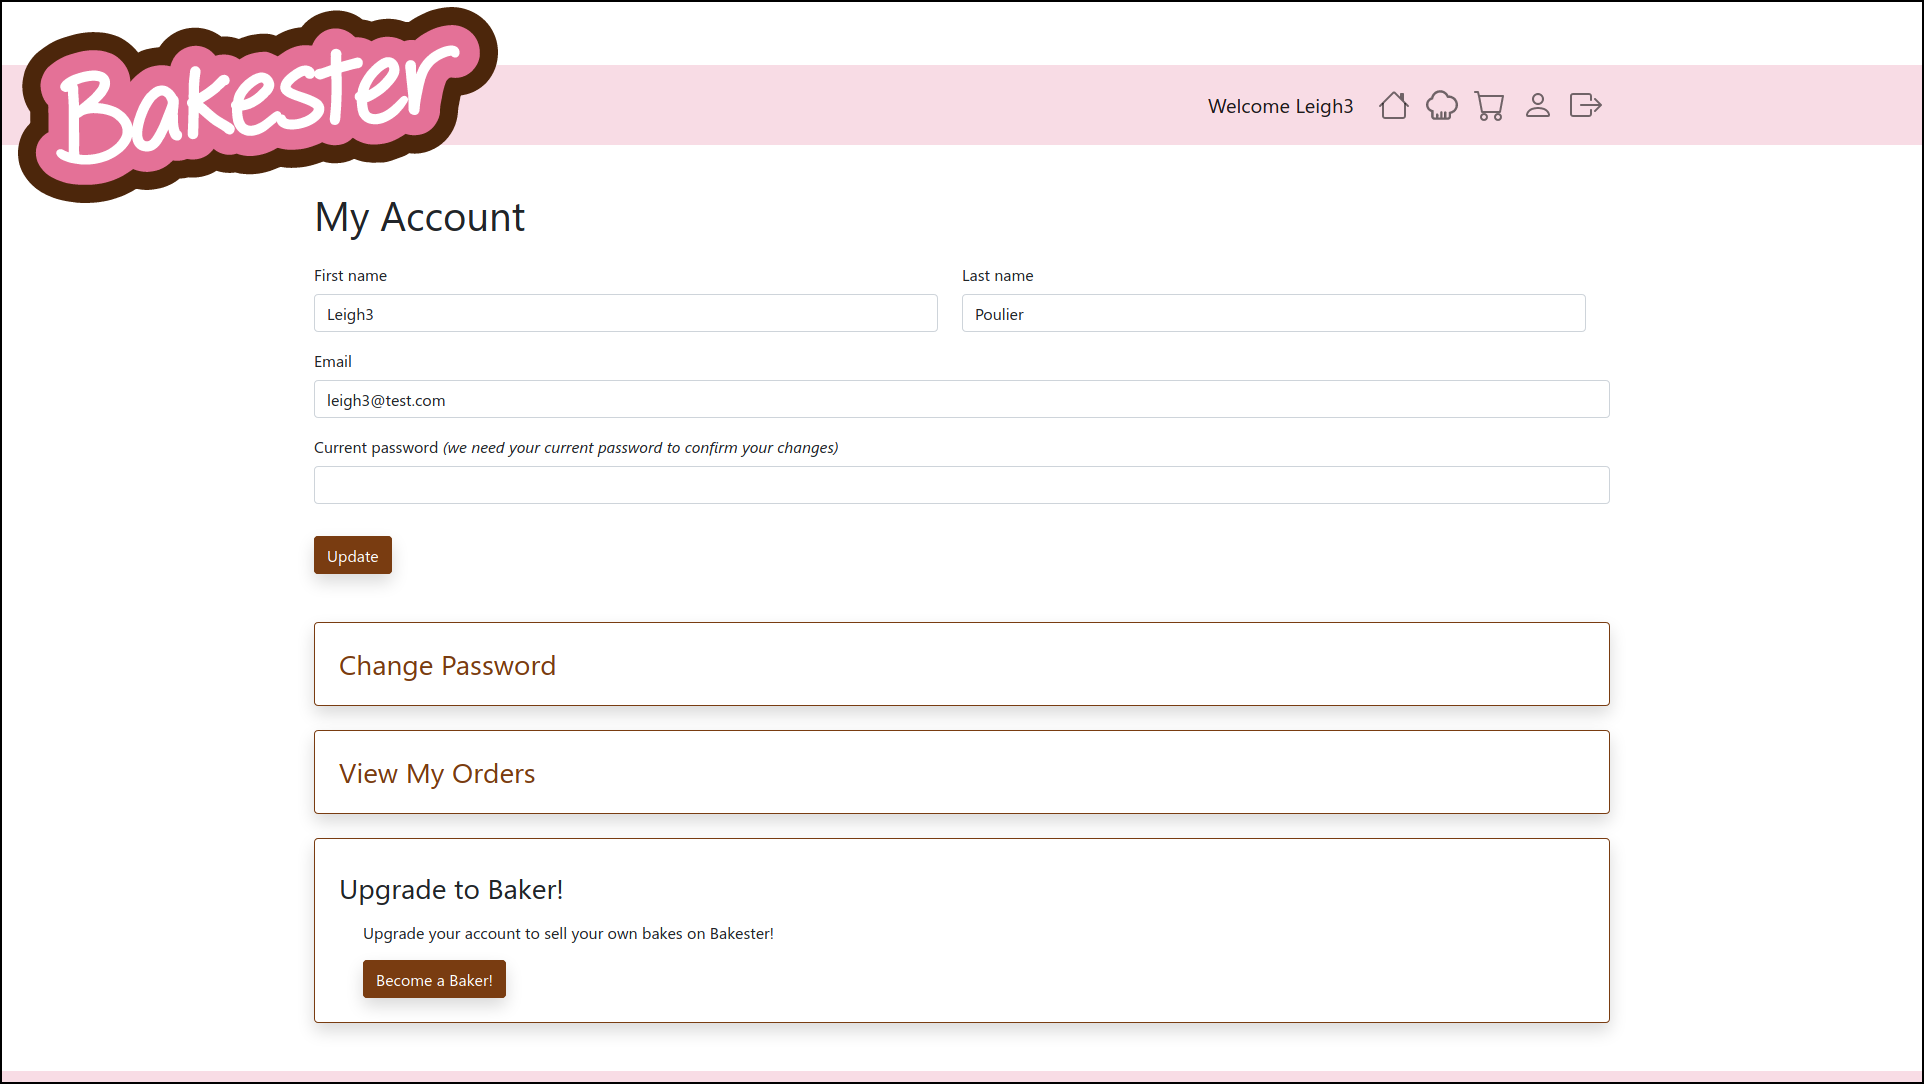 Bakester
Welcome Leigh3
My Account
First name
Last name
Leigh3
Poulier
Email
leigh3@test.com
Current password (we need your current password to confirm your changes)
Update
Change Password
View My Orders
Upgrade to Baker!
Upgrade your account to sell your own bakes on Bakester!
Become a Baker!